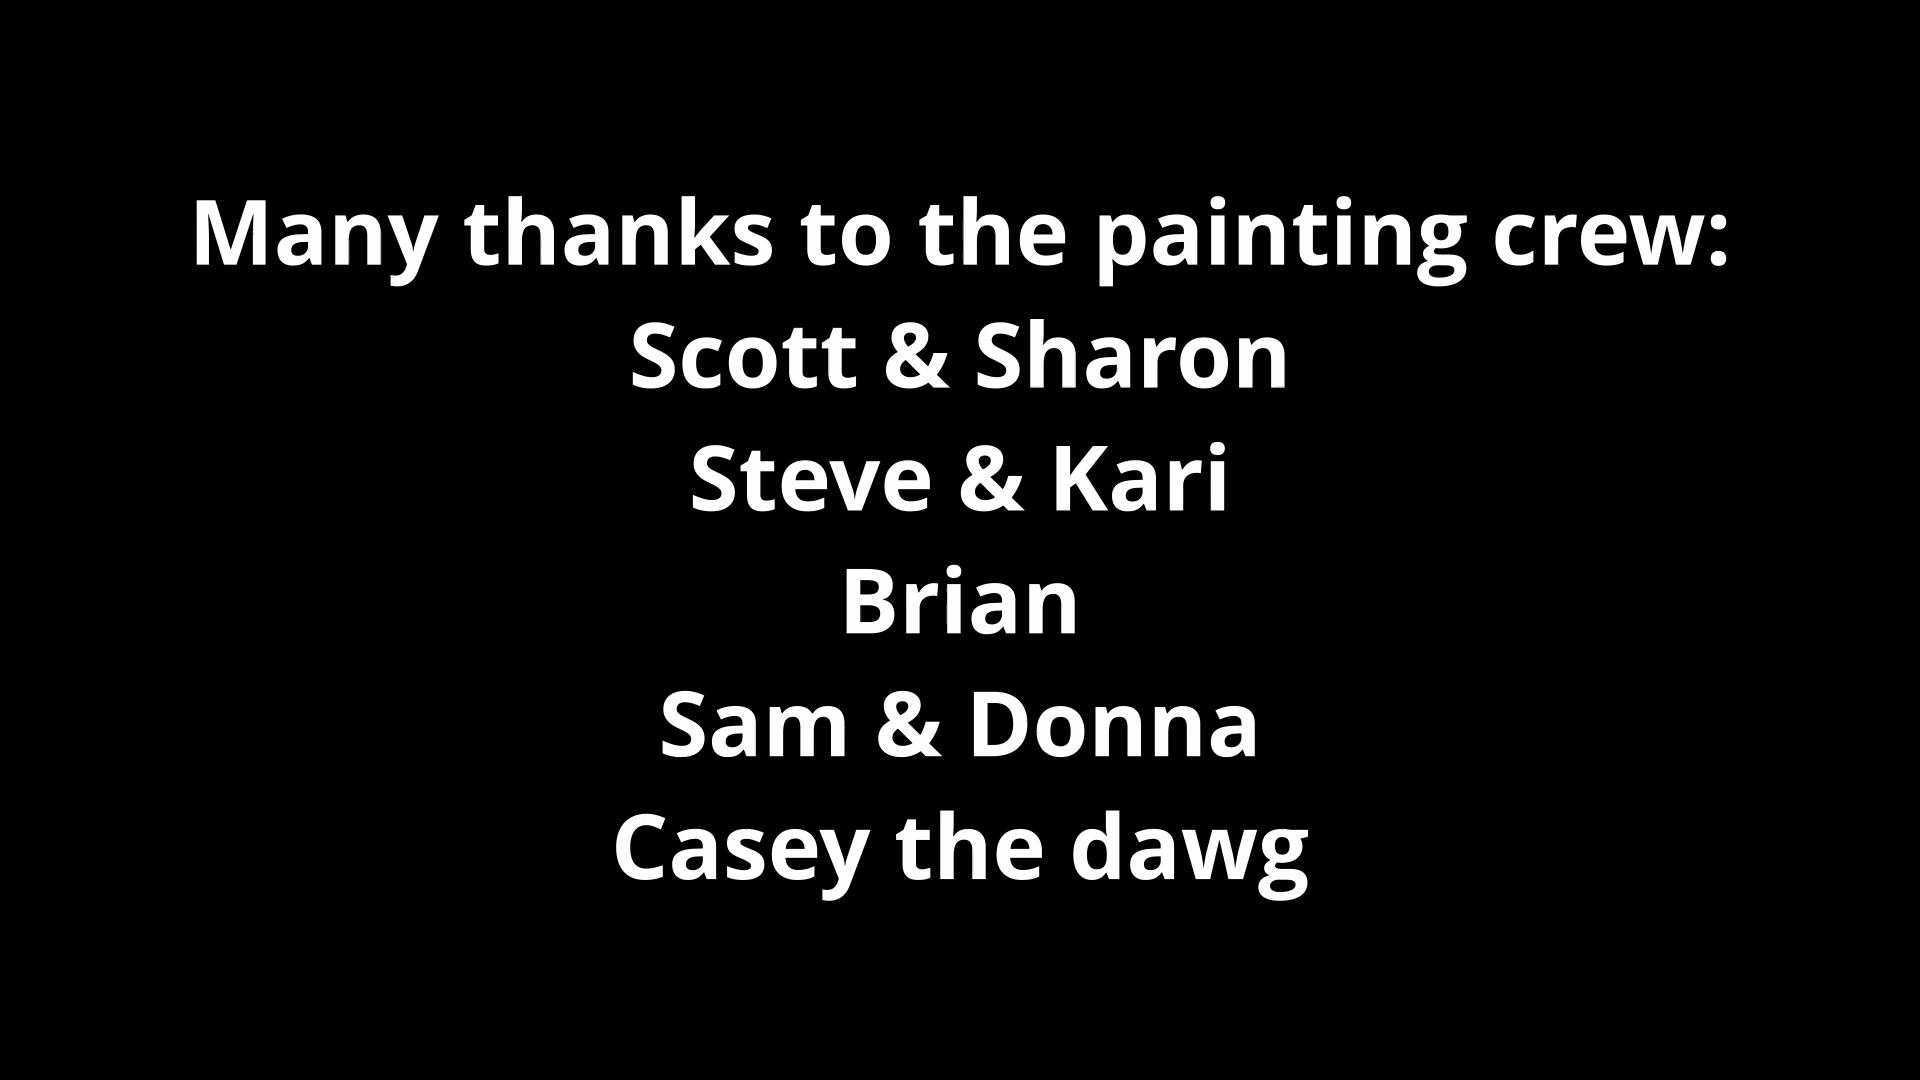 Many thanks to the painting crew:
Scott & Sharon
Steve & Kari
Brian
Sam & Donna
Casey the dawg